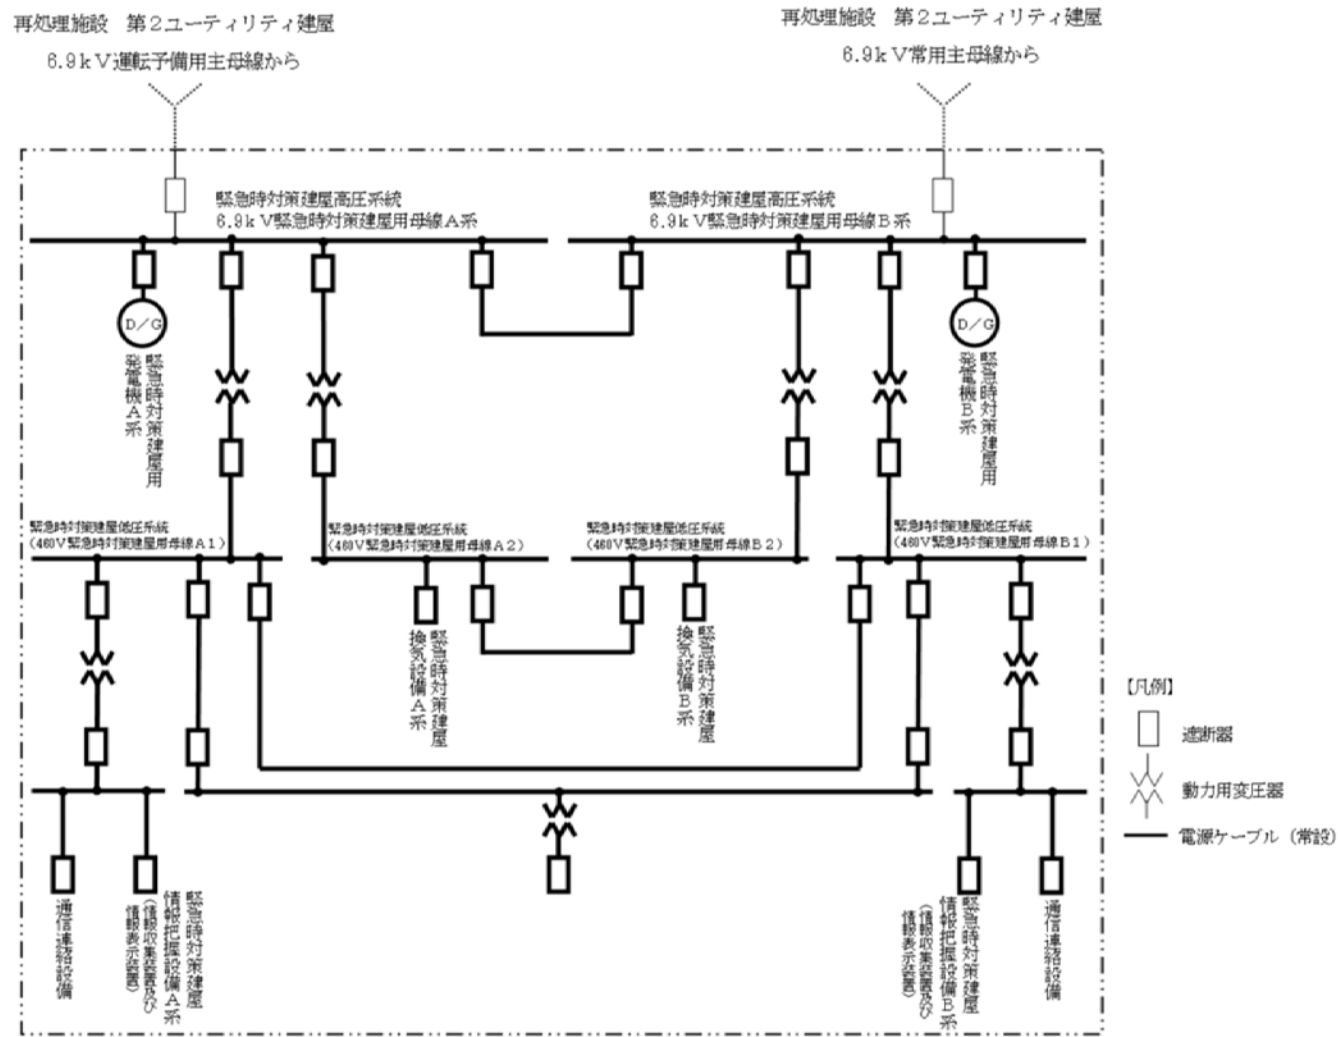 再処理施設　第２ユーティリティ建屋
6.9ｋＶ運転予備用主母線から
再処理施設　第２ユーティリティ建屋
6.9ｋＶ常用主母線から
緊急時対策建屋高圧系統
6.9ｋＶ緊急時対策建屋用母線Ａ系
緊急時対策建屋高圧系統
6.9ｋＶ緊急時対策建屋用母線Ｂ系
Ｄ／Ｇ
緊急時対策建屋用
発電機Ａ系
Ｄ／Ｇ
緊急時対策建屋用
発電機Ｂ系
緊急時対策建屋低圧系統
（460Ｖ緊急時対策建屋用母線Ａ１）
緊急時対策建屋低圧系統
（460Ｖ緊急時対策建屋用母線Ａ２）
緊急時対策建屋低圧系統
（460Ｖ緊急時対策建屋用母線Ｂ２）
緊急時対策建屋低圧系統
（460Ｖ緊急時対策建屋用母線Ｂ１）
緊急時対策建屋
換気設備Ａ系
緊急時対策建屋
換気設備Ｂ系
通信連絡設備
緊急時対策建屋
情報把握設備Ａ系
（情報収集装置及び
情報表示装置）
緊急時対策建屋
情報把握設備Ｂ系
（情報収集装置及び
情報表示装置）
通信連絡設備
【凡例】
遮断器
動力用変圧器
電源ケーブル（常設）